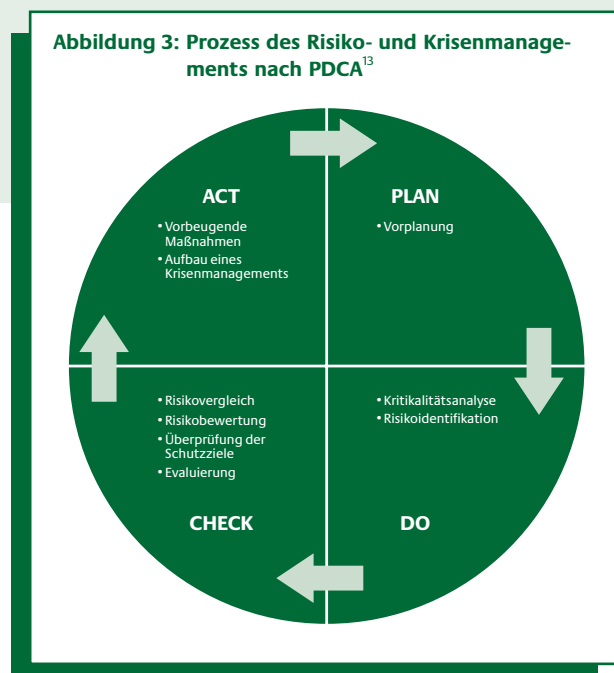 Abbildung 3: Prozess des Risiko- und Krisenmanage-
ments nach PDCA13
ACT
• Vorbeugende
Maßnahmen
• Aufbau eines
Krisenmanagements
PLAN
• Vorplanung
• Risikovergleich
• Risikobewertung
• Überprüfung der
Schutzziele
• Evaluierung
CHECK
• Kritikalitätsanalyse
• Risikoidentifikation
DO